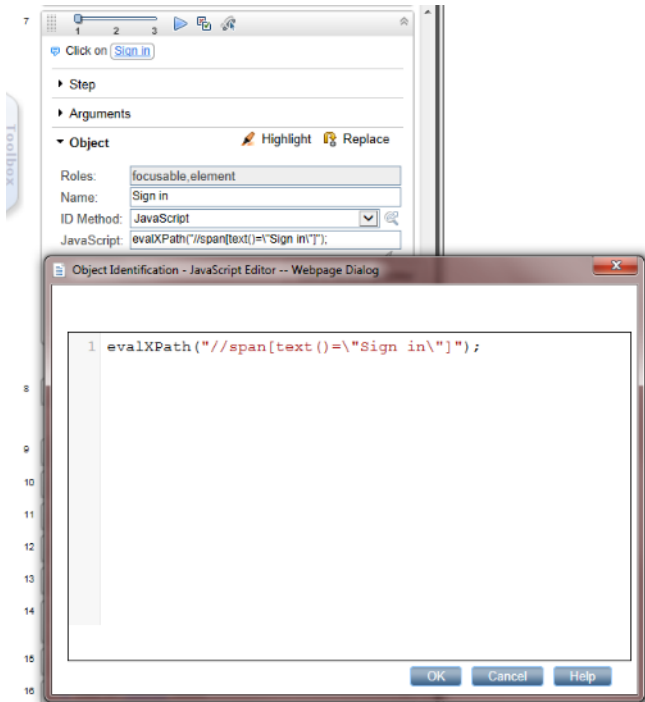 7
1 2 3
Click on Sign in
Step
Arguments
Object Highlight Replace
Roles: focusable,element
Name: Sign in
ID Method: JavaScript
JavaScript: evalXPath("//span[text()=\"Sign in\"]");
Toolbox
Object Identification - JavaScript Editor -- Webpage Dialog
1 evalXPath("//span[text()=\"Sign in\"]");
8
9
10
11
12
13
14
15
16
OK Cancel Help